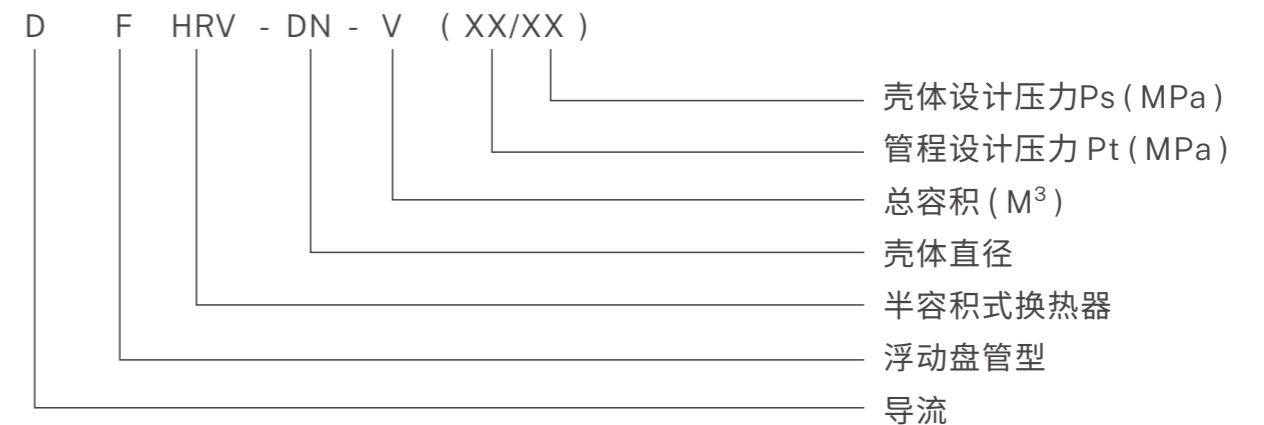 D F HRV - DN - V ( XX/XX )
壳体设计压力Ps ( MPa )
管程设计压力 Pt ( MPa )
总容积 ( M³ )
壳体直径
半容积式换热器
浮动盘管型
导流